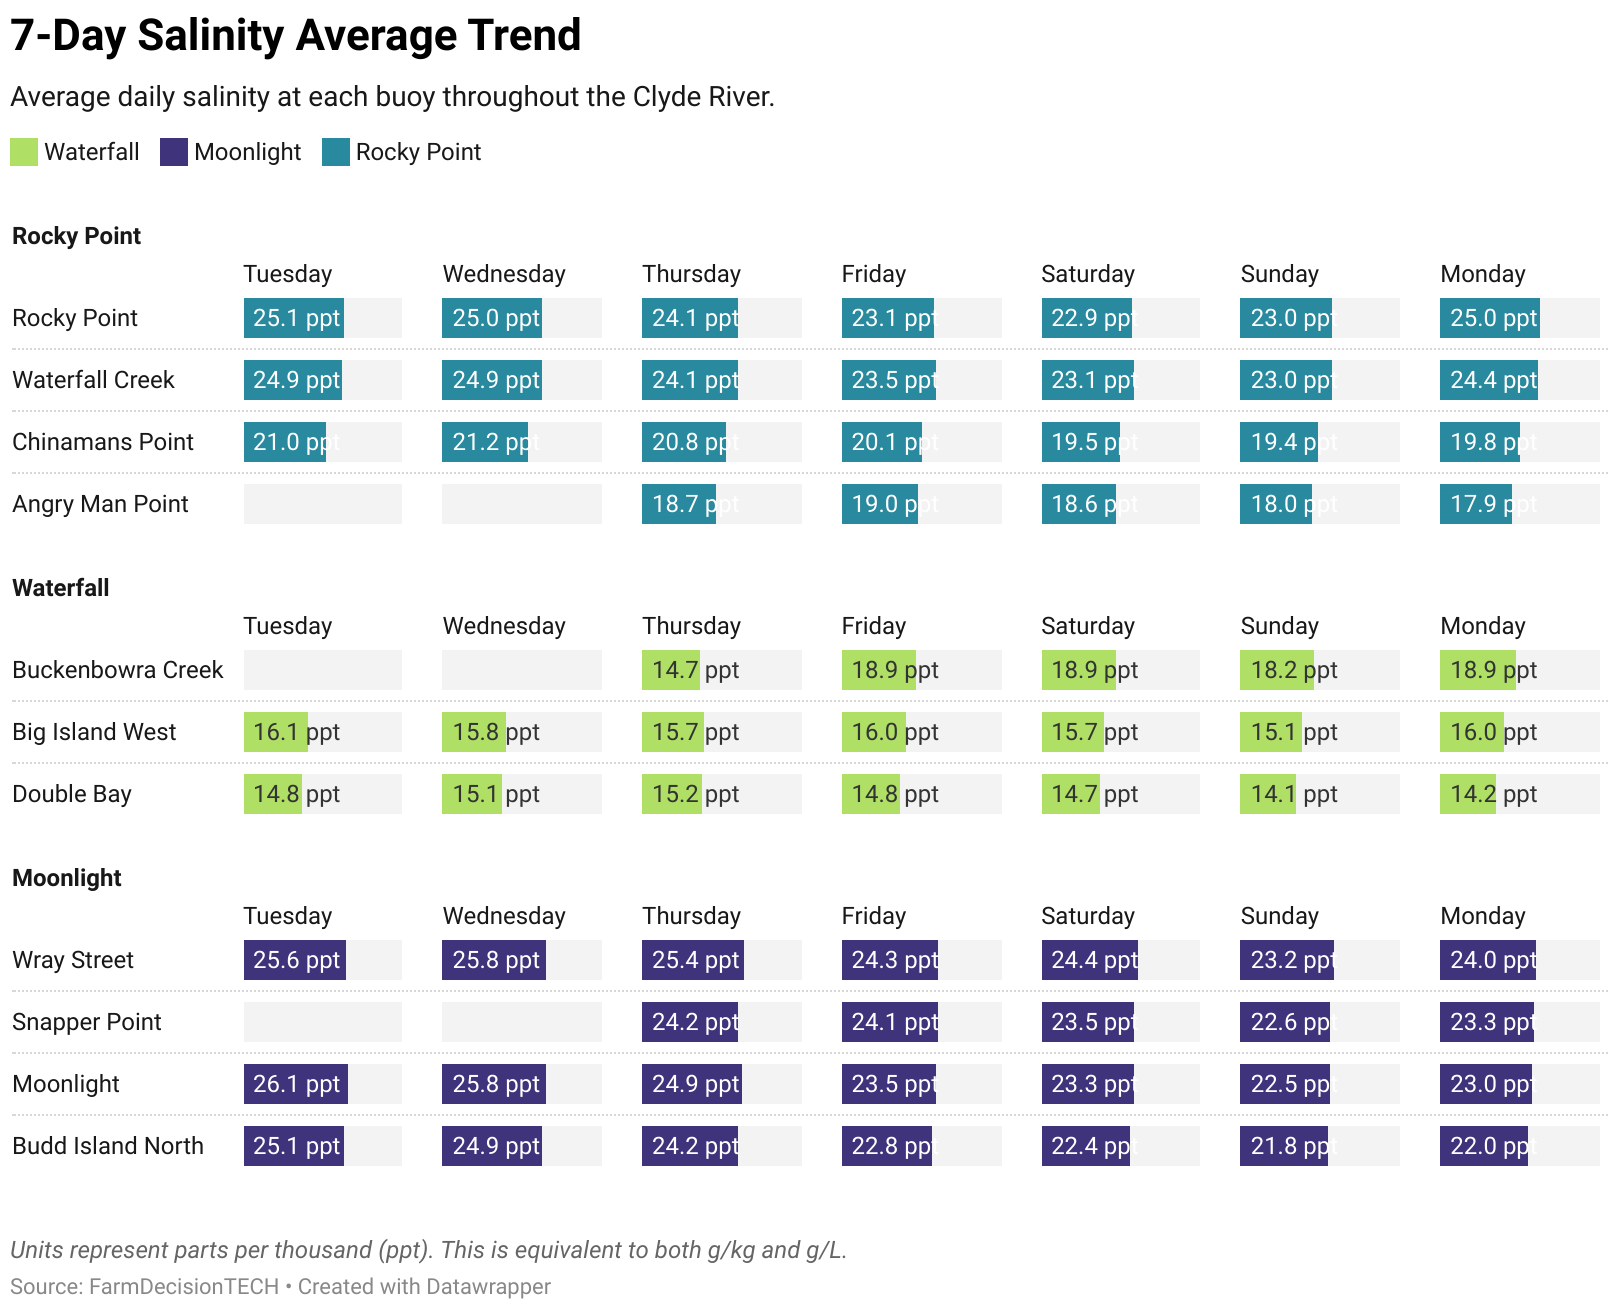 7-Day Salinity Average Trend
Average daily salinity at each buoy throughout the Clyde River.
Waterfall Moonlight Rocky Point
Rocky Point
Tuesday Wednesday Thursday Friday Saturday Sunday Monday
Rocky Point 25.1 ppt 25.0 ppt 24.1 ppt 23.1 ppt 22.9 ppt 23.0 ppt 25.0 ppt
Waterfall Creek 24.9 ppt 24.9 ppt 24.1 ppt 23.5 ppt 23.1 ppt 23.0 ppt 24.4 ppt
Chinamans Point 21.0 ppt 21.2 ppt 20.8 ppt 20.1 ppt 19.5 ppt 19.4 ppt 19.8 ppt
Angry Man Point 18.7 ppt 19.0 ppt 18.6 ppt 18.0 ppt 17.9 ppt
Waterfall
Tuesday Wednesday Thursday Friday Saturday Sunday Monday
Buckenbowra Creek 14.7 ppt 18.9 ppt 18.9 ppt 18.2 ppt 18.9 ppt
Big Island West 16.1 ppt 15.8 ppt 15.7 ppt 16.0 ppt 15.7 ppt 15.1 ppt 16.0 ppt
Double Bay 14.8 ppt 15.1 ppt 15.2 ppt 14.8 ppt 14.7 ppt 14.1 ppt 14.2 ppt
Moonlight
Tuesday Wednesday Thursday Friday Saturday Sunday Monday
Wray Street 25.6 ppt 25.8 ppt 25.4 ppt 24.3 ppt 24.4 ppt 23.2 ppt 24.0 ppt
Snapper Point 24.2 ppt 24.1 ppt 23.5 ppt 22.6 ppt 23.3 ppt
Moonlight 26.1 ppt 25.8 ppt 24.9 ppt 23.5 ppt 23.3 ppt 22.5 ppt 23.0 ppt
Budd Island North 25.1 ppt 24.9 ppt 24.2 ppt 22.8 ppt 22.4 ppt 21.8 ppt 22.0 ppt
Units represent parts per thousand (ppt). This is equivalent to both g/kg and g/L.
Source: FarmDecisionTECH • Created with Datawrapper